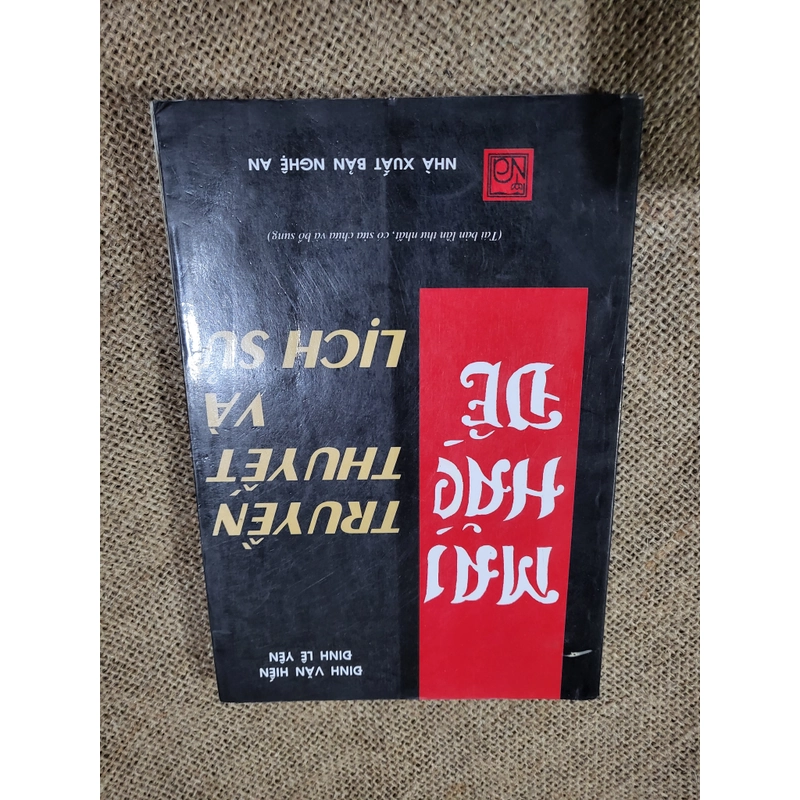 ĐINH VĂN HIẾN
ĐINH LÊ YÊN
MAI
HẮC
ĐẾ
TRUYỀN
THUYẾT
VÀ
LỊCH SỬ
(Tái bản lần thứ nhất, có sửa chữa và bổ sung)
NHÀ XUẤT BẢN NGHỆ AN